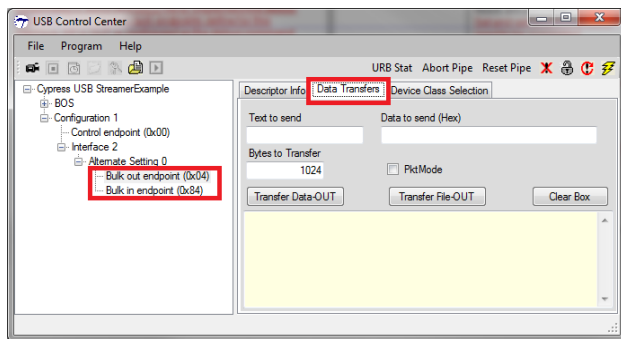 USB Control Center
File Program Help
URB Stat Abort Pipe Reset Pipe
Cypress USB StreamerExample
BOS
Configuration 1
Control endpoint (0x00)
Interface 2
Alternate Setting 0
Bulk out endpoint (0x04)
Bulk in endpoint (0x84)
Descriptor Info Data Transfers Device Class Selection
Text to send Data to send (Hex)
Bytes to Transfer
1024 PktMode
Transfer Data-OUT Transfer File-OUT Clear Box